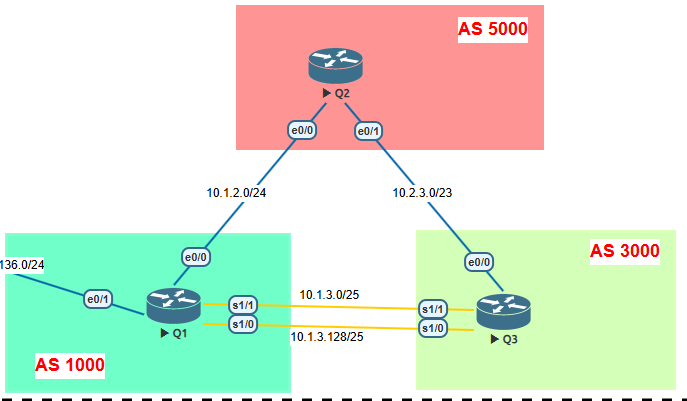 AS 5000
Q2
e0/0
e0/1
10.1.2.0/24
10.2.3.0/23
AS 3000
136.0/24
e0/0
e0/0
e0/1
Q1
s1/1
s1/0
10.1.3.0/25
10.1.3.128/25
s1/1
s1/0
Q3
AS 1000